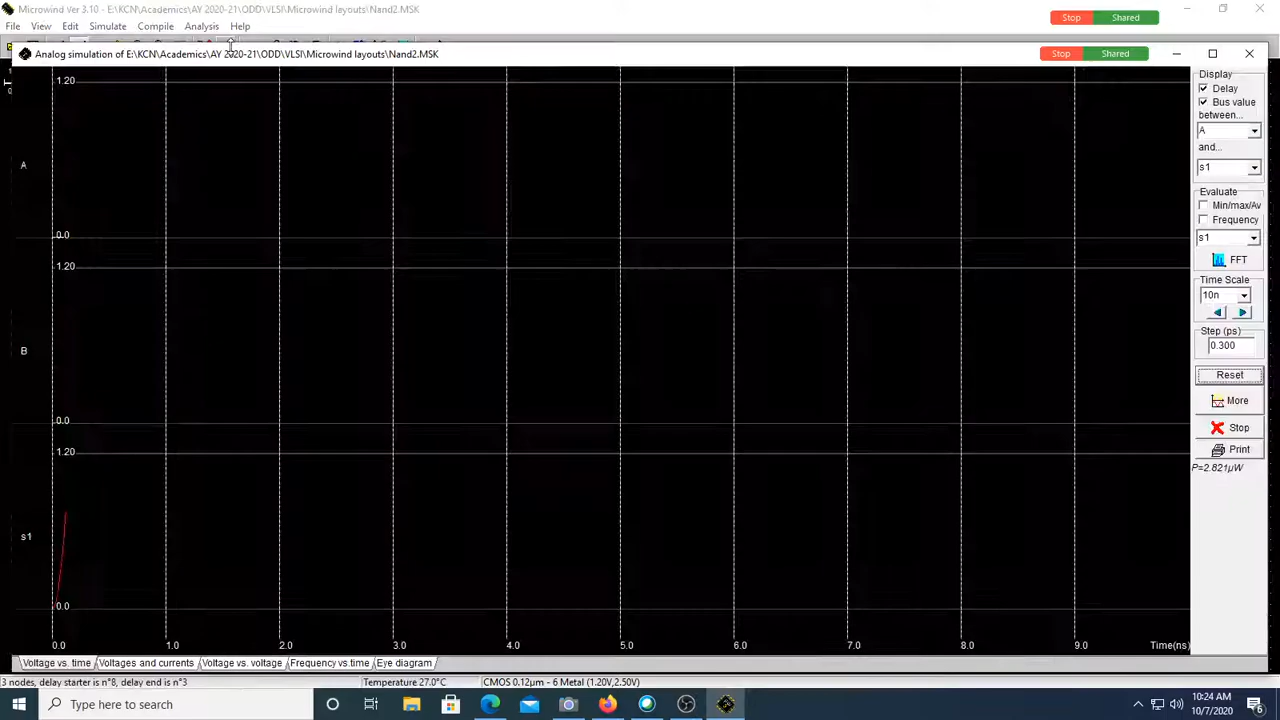 Microwind Ver 3.10 - E:\KCN\Academics\AY 2020-21\ODD\VLSI\Microwind layouts\Nand2.MSK
Stop Shared
File View Edit Simulate Compile Analysis Help
Analog simulation of E:\KCN\Academics\AY 2020-21\ODD\VLSI\Microwind layouts\Nand2.MSK
Stop Shared
Display
Delay
Bus value
between...
A
and...
s1
Evaluate
Min/max/Av
Frequency
s1
FFT
Time Scale
10n
Step (ps)
0.300
Reset
More
Stop
Print
P=2.821µW
1.20
A
0.0
1.20
B
0.0
1.20
s1
0.0
0.0 1.0 2.0 3.0 4.0 5.0 6.0 7.0 8.0 9.0 Time(ns)
Voltage vs. time Voltages and currents Voltage vs. voltage Frequency vs.time Eye diagram
3 nodes, delay starter is n°8, delay end is n°3 Temperature 27.0°C CMOS 0.12µm - 6 Metal (1.20V,2.50V)
Type here to search
10:24 AM
10/7/2020
6